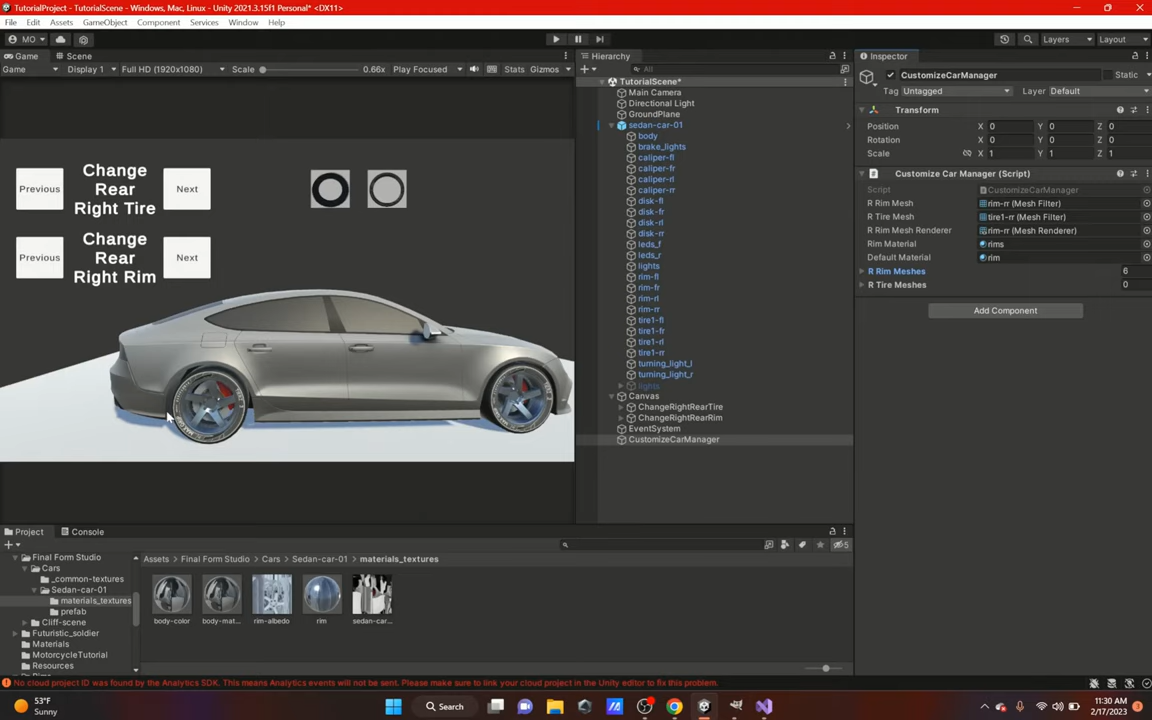 TutorialProject - TutorialScene - Windows, Mac, Linux - Unity 2021.3.15f1 Personal* <DX11>
File Edit Assets GameObject Component Services Window Help
MO Layers Layout
Game Scene
Game Display 1 Full HD (1920x1080) Scale 0.66x Play Focused Stats Gizmos
Previous Change Rear Right Tire Next
Previous Change Rear Right Rim Next
Hierarchy
All
TutorialScene*
Main Camera
Directional Light
GroundPlane
sedan-car-01
body
brake_lights
caliper-fl
caliper-fr
caliper-rl
caliper-rr
disk-fl
disk-fr
disk-rl
disk-rr
leds_f
leds_r
lights
rim-fl
rim-fr
rim-rl
rim-rr
tire1-fl
tire1-fr
tire1-rl
tire1-rr
turning_light_l
turning_light_r
lights
Canvas
ChangeRightRearTire
ChangeRightRearRim
EventSystem
CustomizeCarManager
Inspector
CustomizeCarManager Static
Tag Untagged Layer Default
Transform
Position X 0 Y 0 Z 0
Rotation X 0 Y 0 Z 0
Scale X 1 Y 1 Z 1
Customize Car Manager (Script)
Script CustomizeCarManager
R Rim Mesh rim-rr (Mesh Filter)
R Tire Mesh tire1-rr (Mesh Filter)
R Rim Mesh Renderer rim-rr (Mesh Renderer)
Rim Material rims
Default Material rim
R Rim Meshes 6
R Tire Meshes 0
Add Component
Project Console
5
Final Form Studio
Cars
_common-textures
Sedan-car-01
materials_textures
prefab
Cliff-scene
Futuristic_soldier
Materials
MotorcycleTutorial
Resources
Assets > Final Form Studio > Cars > Sedan-car-01 > materials_textures
body-color body-mat... rim-albedo rim sedan-car...
No cloud project ID was found by the Analytics SDK. This means Analytics events will not be sent. Please make sure to link your cloud project in the Unity editor to fix this problem.
53°F
Sunny
Search
11:30 AM
2/17/2023